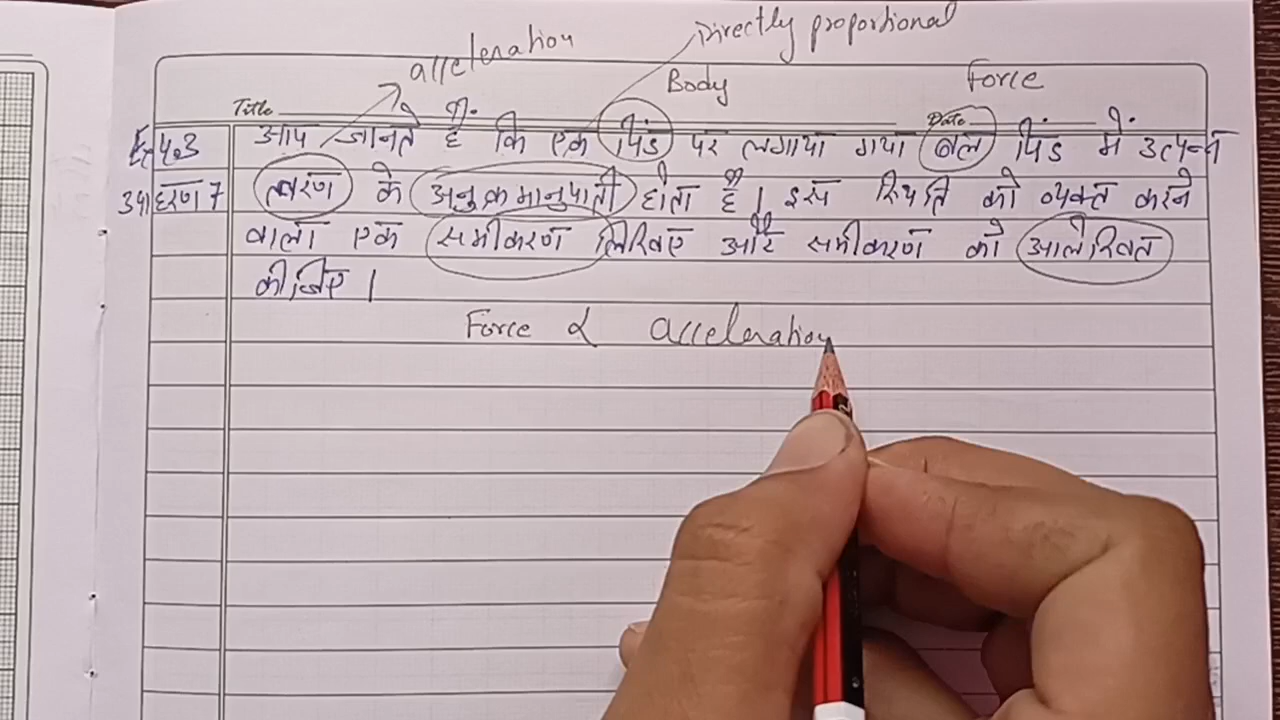 Directly proportional
acceleration
Body
Force
Title
Date
Ex 4.3 आप जानते हैं कि एक पिंड पर लगाया गया बल पिंड में उत्पन्न
उदाहरण 7 त्वरण के अनुक्रमानुपाती होता है। इस स्थिति को व्यक्त करने
वाला एक समीकरण लिखिए और समीकरण को आलेखित
कीजिए।
Force ∝ acceleration